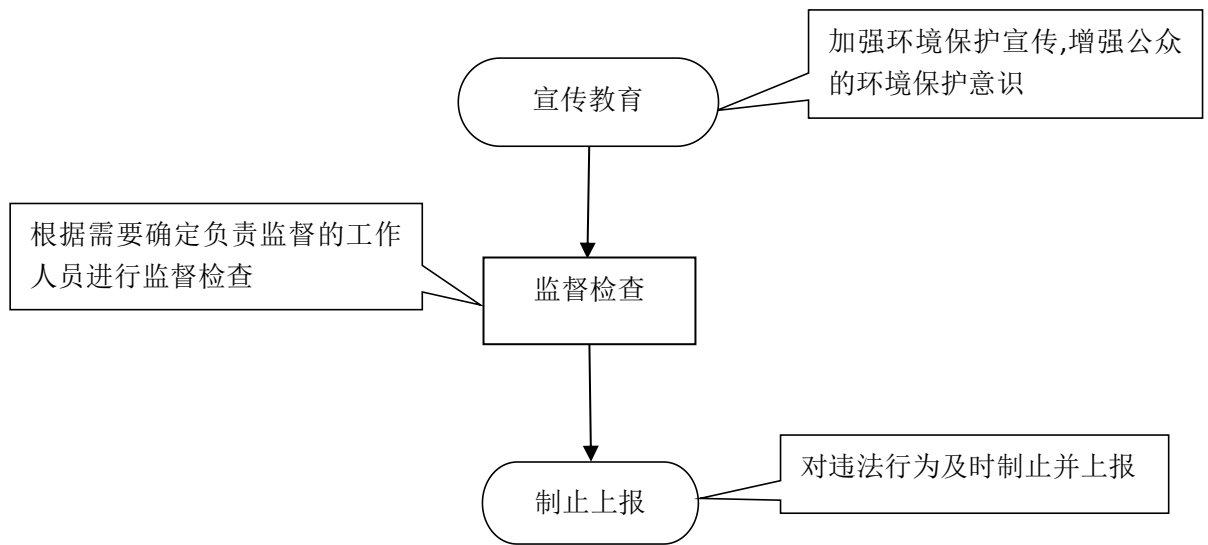 加强环境保护宣传,增强公众
的环境保护意识
宣传教育
根据需要确定负责监督的工作
人员进行监督检查
监督检查
对违法行为及时制止并上报
制止上报